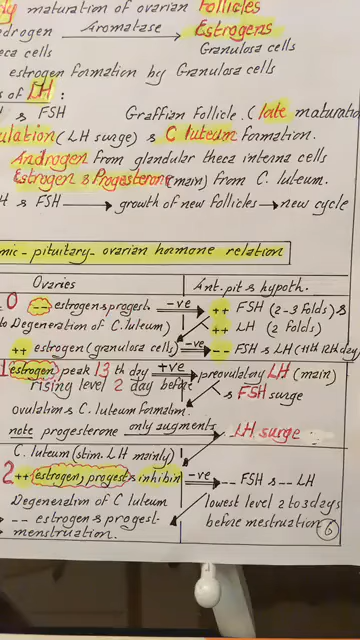 maturation of ovarian Follicles
Aromatase
Estrogens
Granulosa cells
estrogen formation by Granulosa cells
s of LH :
& FSH Graffian Follicle. (late maturatio
ulation (LH surge) & C luteum formation.
Androgen from glandular theca interna cells
Estrogen & Progesterone (main) from C. luteum.
H & FSH → growth of new follicles → new cycle
mic-pituitary-ovarian hormone relation
Ovaries Ant. pit & hypoth.
0 -- estrogen & progest. -ve ++ FSH (2-3 folds) &
to Degeneration of C. luteum) ++ LH (2 folds)
++ estrogen (granulosa cells) -ve -- FSH & LH (11th 12th day)
1 estrogen peak 13 th day +ve preovulatory LH (main)
rising level 2 day before & FSH surge
ovulation & C. luteum formation
note progesterone only augments LH surge
C. luteum (stim. LH mainly)
2 ++ estrogen, progest & inhibin -ve -- FSH & -- LH
Degeneration of C luteum lowest level 2 to 3 days
-- estrogen & progest- before mestruation.
menstruation. 6